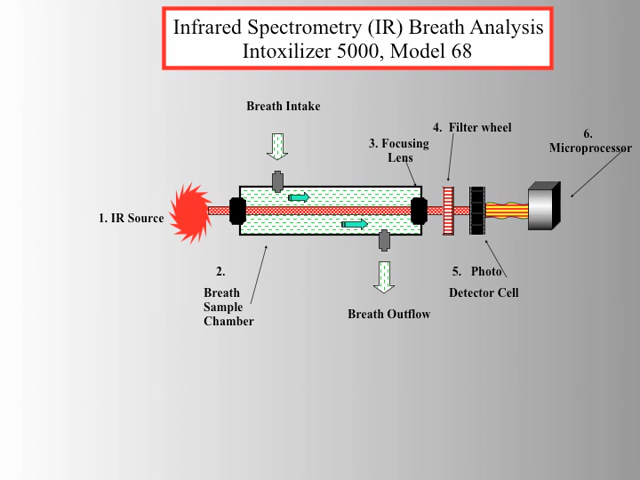 Infrared Spectrometry (IR) Breath Analysis
Intoxilizer 5000, Model 68
Breath Intake
4. Filter wheel
6.
Microprocessor
3. Focusing
Lens
1. IR Source
2.
Breath
Sample
Chamber
5. Photo
Detector Cell
Breath Outflow